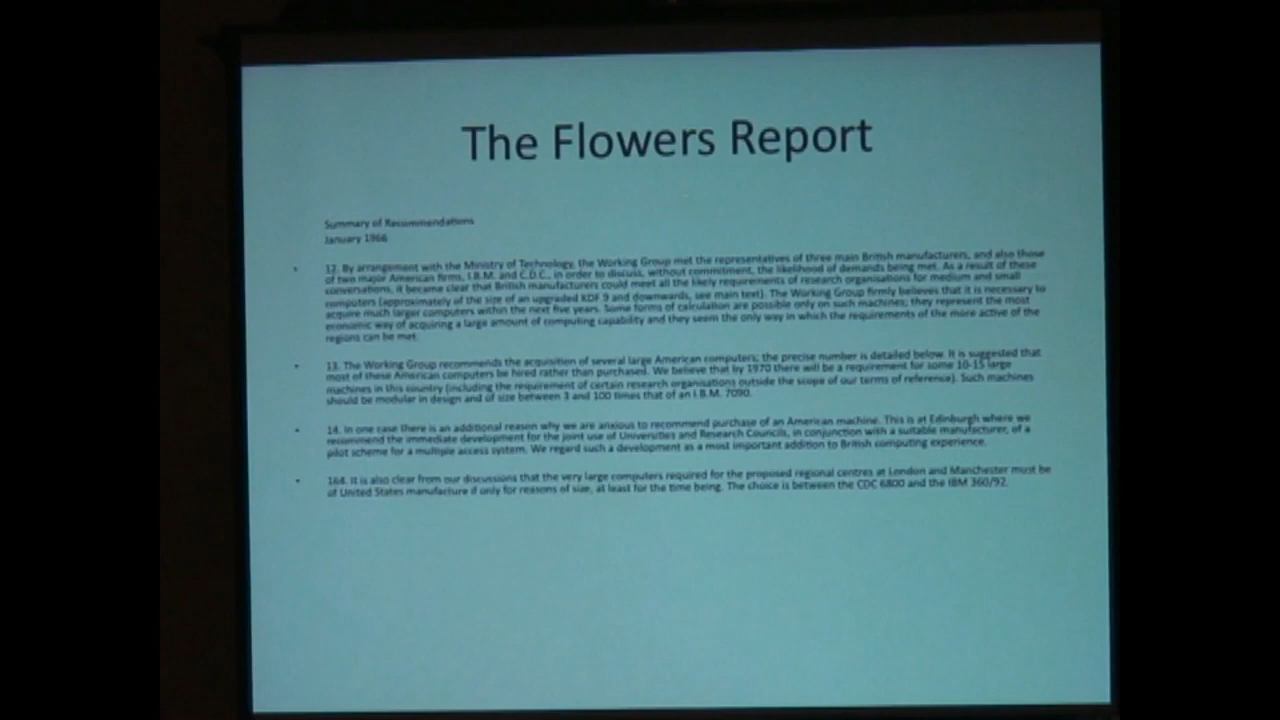 The Flowers Report
Summary of Recommendations
January 1966
• 12. By arrangement with the Ministry of Technology, the Working Group met the representatives of three main British manufacturers, and also those
of two major American firms, I.B.M. and C.D.C., in order to discuss, without commitment, the likelihood of demands being met. As a result of these
conversations, it became clear that British manufacturers could meet all the likely requirements of research organisations for medium and small
computers (approximately of the size of an upgraded KDF 9 and downwards, see main text). The Working Group firmly believes that it is necessary to
acquire much larger computers within the next five years. Some forms of calculation are possible only on such machines; they represent the most
economic way of acquiring a large amount of computing capability and they seem the only way in which the requirements of the more active of the
regions can be met.
• 13. The Working Group recommends the acquisition of several large American computers; the precise number is detailed below. It is suggested that
most of these American computers be hired rather than purchased. We believe that by 1970 there will be a requirement for some 10-15 large
machines in this country (including the requirement of certain research organisations outside the scope of our terms of reference). Such machines
should be modular in design and of size between 3 and 100 times that of an I.B.M. 7090.
• 14. In one case there is an additional reason why we are anxious to recommend purchase of an American machine. This is at Edinburgh where we
recommend the immediate development for the joint use of Universities and Research Councils, in conjunction with a suitable manufacturer, of a
pilot scheme for a multiple access system. We regard such a development as a most important addition to British computing experience.
• 164. It is also clear from our discussions that the very large computers required for the proposed regional centres at London and Manchester must be
of United States manufacture if only for reasons of size, at least for the time being. The choice is between the CDC 6800 and the IBM 360/92.